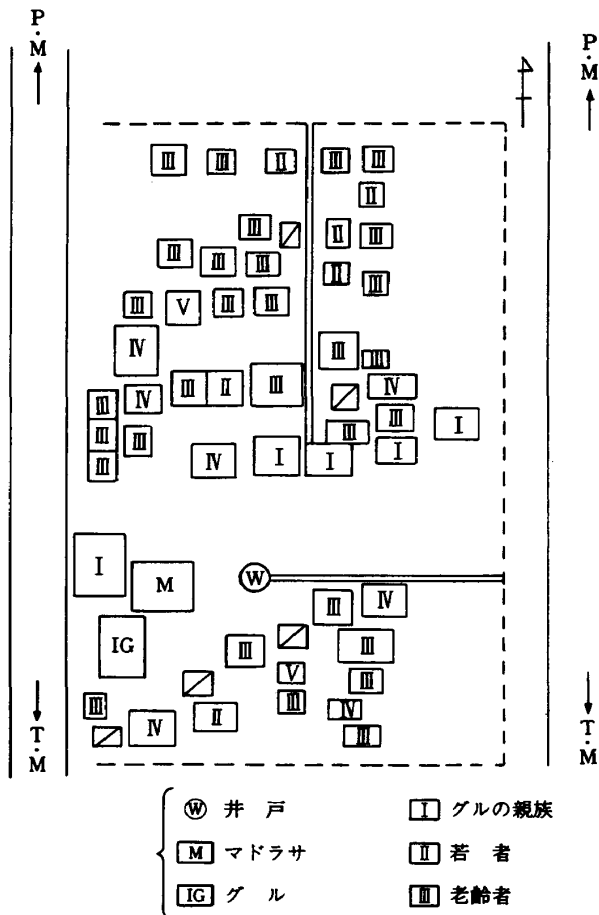 P・M P・M
Ⅲ Ⅲ Ⅱ Ⅲ Ⅲ
Ⅱ
Ⅲ Ⅱ Ⅲ
Ⅲ Ⅲ Ⅲ Ⅱ Ⅲ
Ⅲ Ⅴ Ⅲ Ⅲ
Ⅳ Ⅲ Ⅲ
Ⅲ Ⅱ Ⅲ Ⅳ
Ⅲ Ⅳ Ⅲ
Ⅲ Ⅲ Ⅲ Ⅰ
Ⅲ Ⅳ Ⅰ Ⅰ Ⅰ
Ⅰ M W
Ⅲ Ⅳ
IG Ⅲ Ⅲ
Ⅴ Ⅲ
Ⅲ Ⅲ Ⅳ
Ⅳ Ⅱ Ⅲ
T・M T・M
W 井戸 Ⅰ グルの親族
M マドラサ Ⅱ 若者
IG グル Ⅲ 老齢者